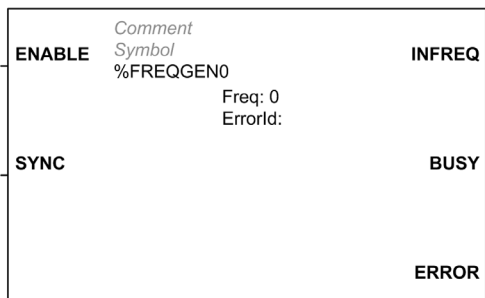 Comment
ENABLE Symbol INFREQ
%FREQGEN0
Freq: 0
ErrorId:
SYNC BUSY
ERROR